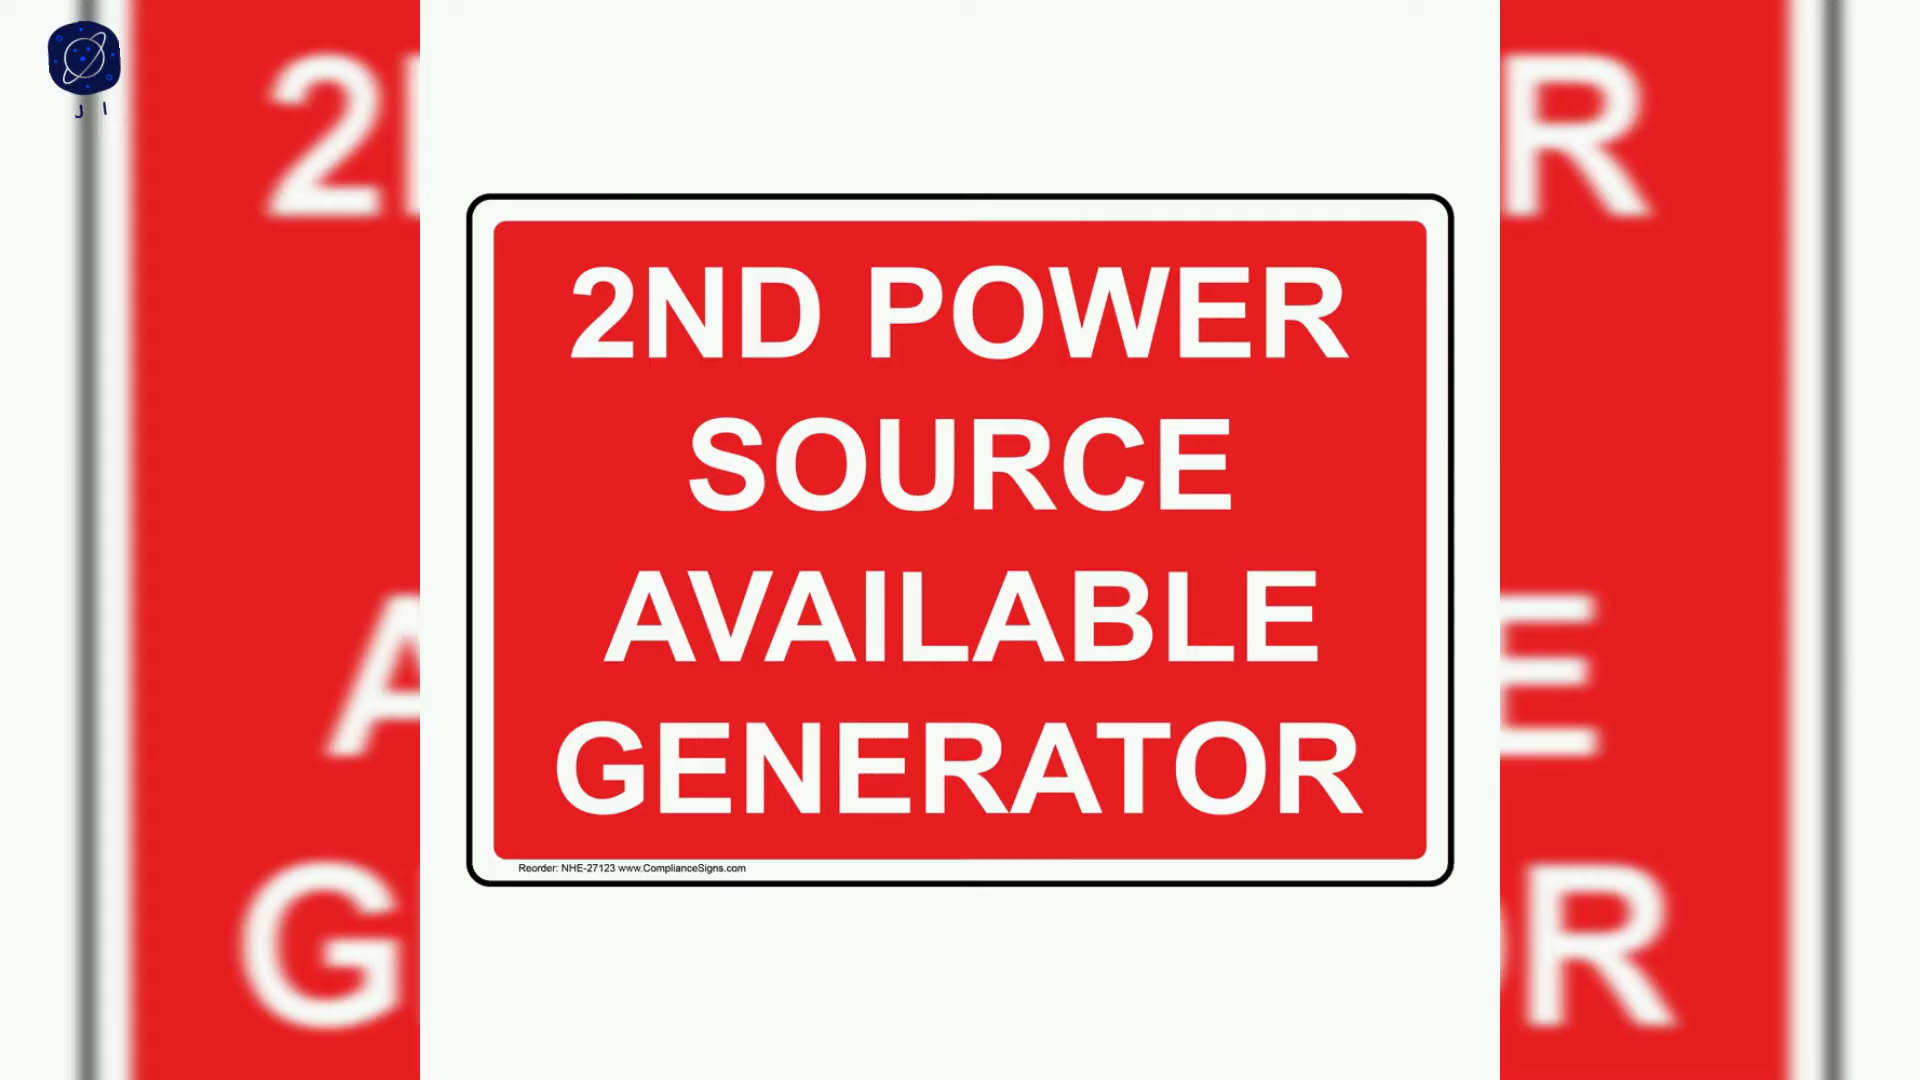 J I
2ND POWER
SOURCE
AVAILABLE
GENERATOR
Reorder: NHE-27123 www.ComplianceSigns.com